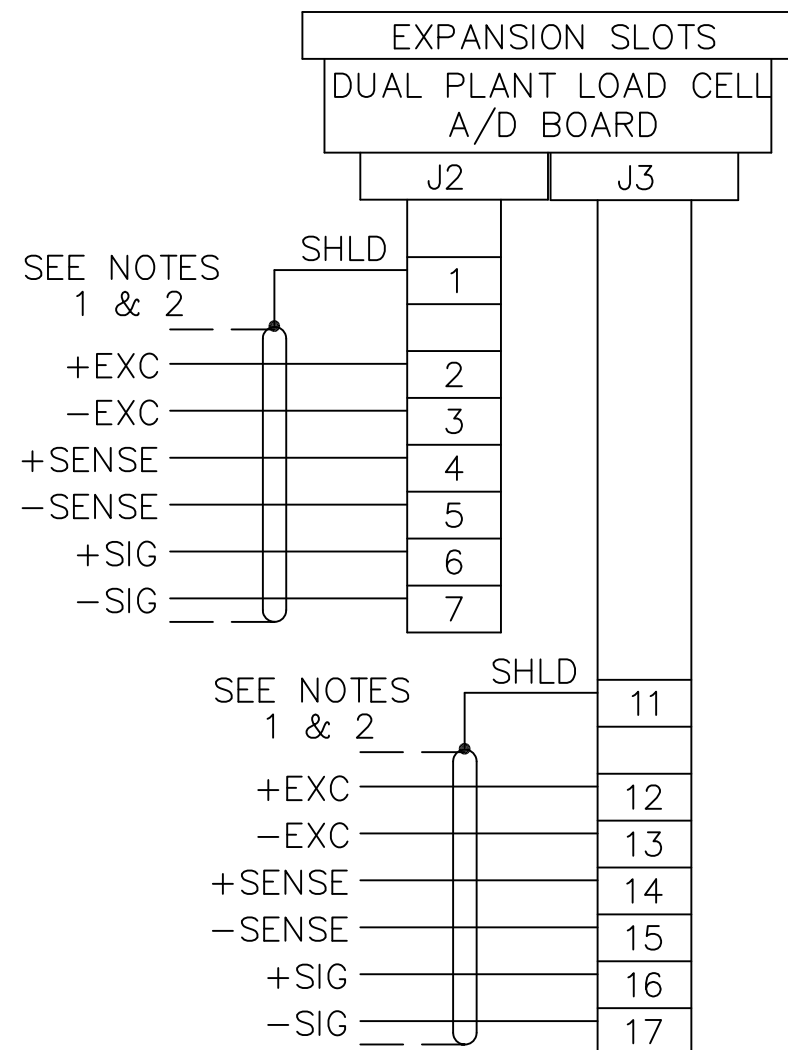 EXPANSION SLOTS
DUAL PLANT LOAD CELL
A/D BOARD
J2
J3
SHLD
SEE NOTES
1 & 2
1
+EXC
2
-EXC
3
+SENSE
4
-SENSE
5
+SIG
6
-SIG
7
SHLD
SEE NOTES
1 & 2
11
+EXC
12
-EXC
13
+SENSE
14
-SENSE
15
+SIG
16
-SIG
17